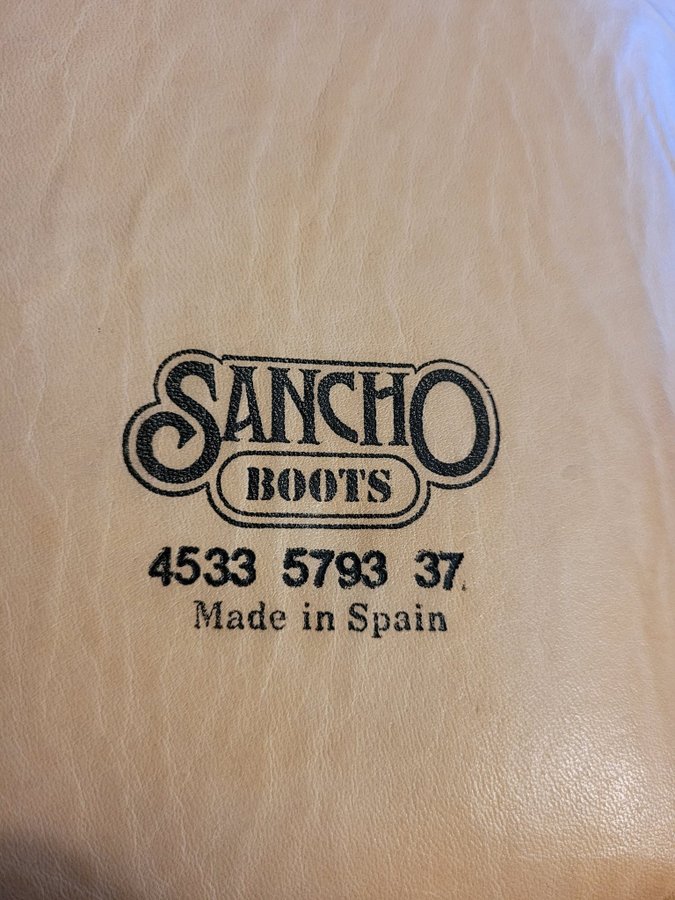 SANCHO
BOOTS
4533 5793 37
Made in Spain